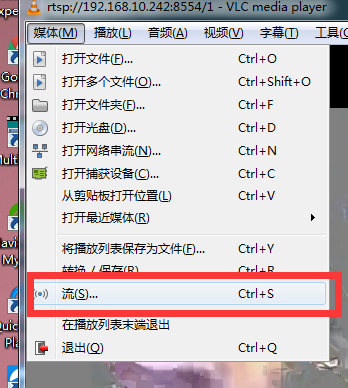 xpe
rtsp://192.168.10.242:8554/1 - VLC media player
媒体(M) 播放(L) 音频(A) 视频(V) 字幕(T) 工具(
打开文件(F)... Ctrl+O
打开多个文件(O)... Ctrl+Shift+O
打开文件夹(F)... Ctrl+F
打开光盘(D)... Ctrl+D
打开网络串流(N)... Ctrl+N
打开捕获设备(C)... Ctrl+C
从剪贴板打开位置(L) Ctrl+V
打开最近媒体(R)
将播放列表保存为文件(F)... Ctrl+Y
转换 / 保存(R)... Ctrl+R
流(S)... Ctrl+S
在播放列表末端退出
退出(Q) Ctrl+Q
Go
Chr
Mult
avi
My
Quic
Play